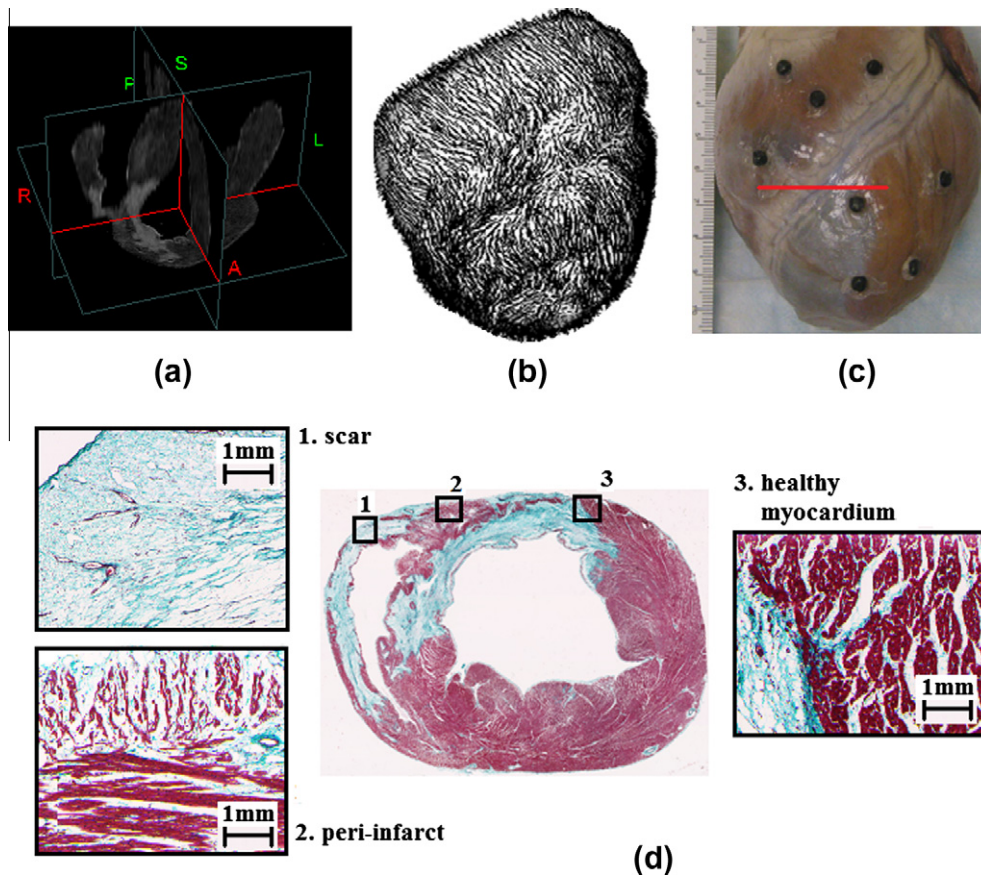 P
S
L
R
A
(a)
(b)
(c)
1. scar
1mm
1
2
3
3. healthy
myocardium
1mm
1mm
2. peri-infarct
(d)